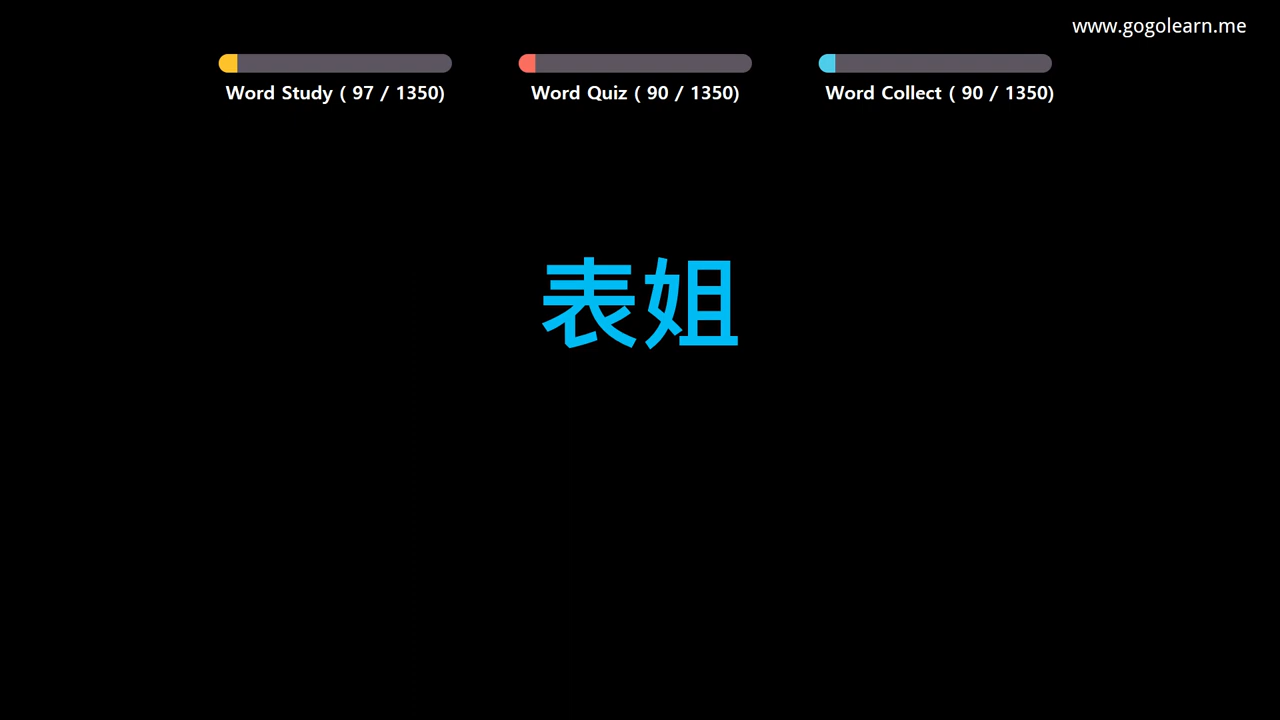 www.gogolearn.me
Word Study ( 97 / 1350)
Word Quiz ( 90 / 1350)
Word Collect ( 90 / 1350)
表姐